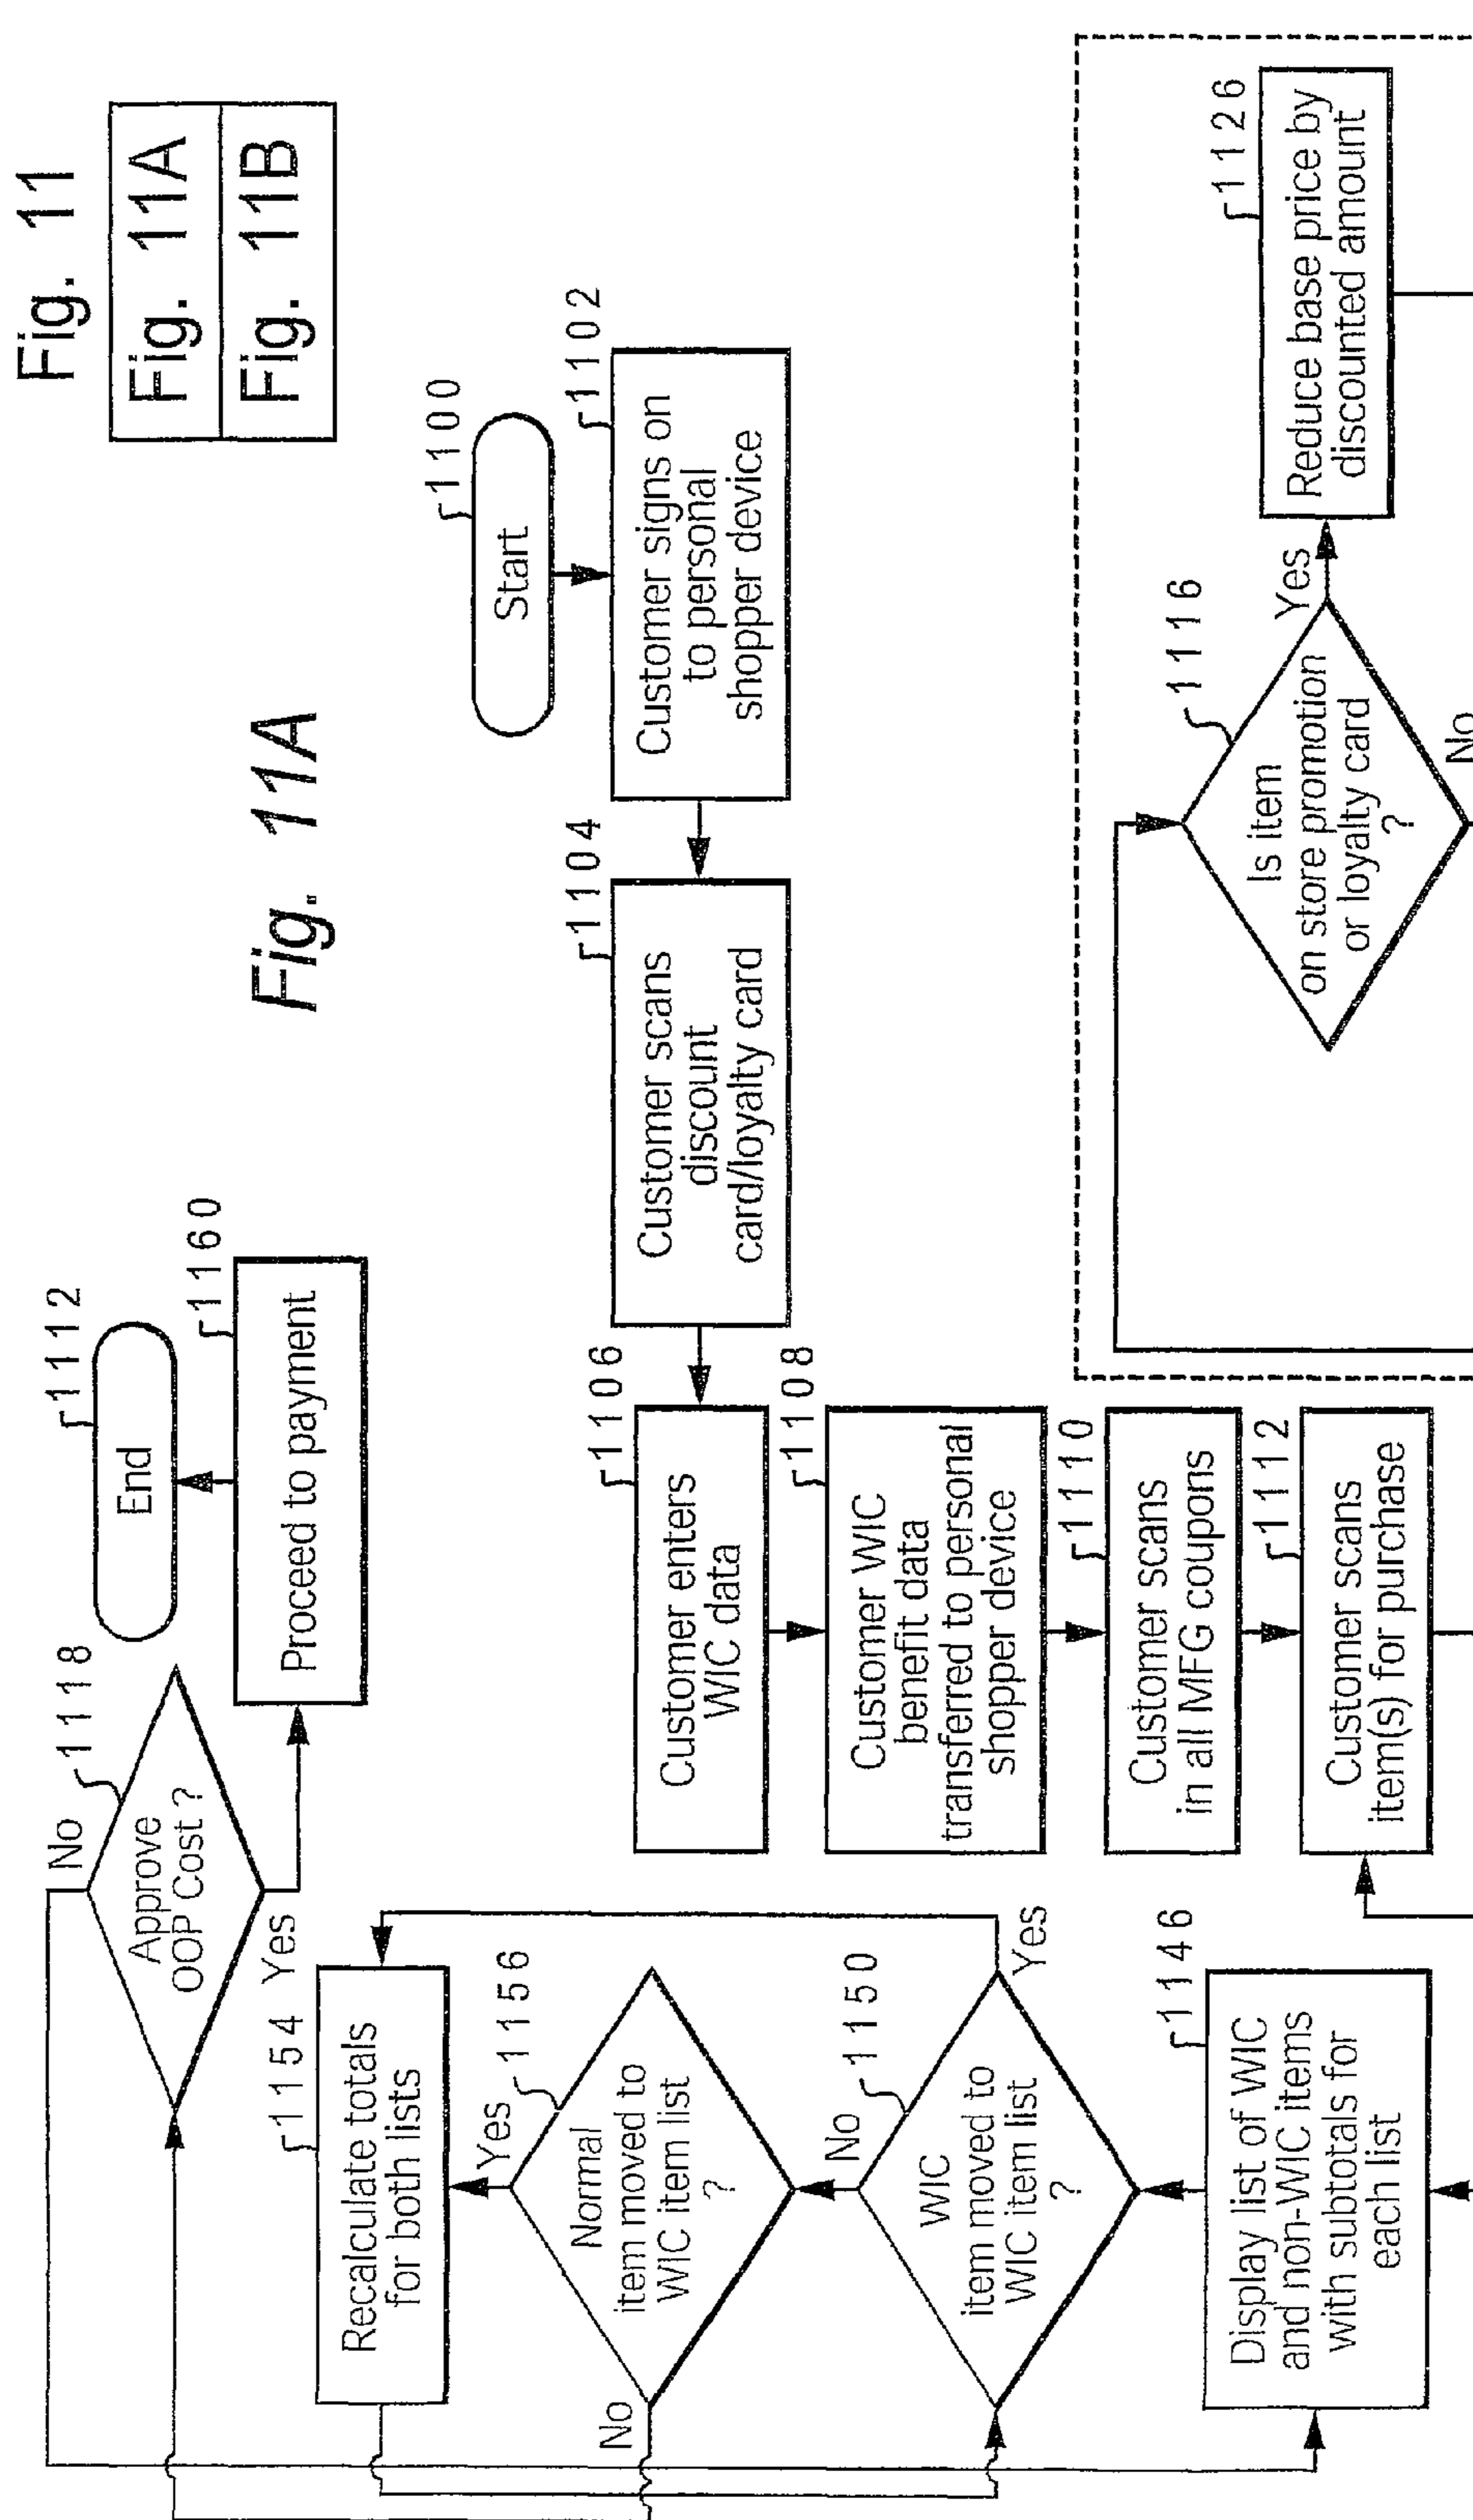 Fig. 11
Fig. 11A
Fig. 11B
Fig. 11A
1100
Start
1102
Customer signs on
to personal
shopper device
1104
Customer scans
discount
card/loyalty card
1106
Customer enters
WIC data
1108
Customer WIC
benefit data
transferred to personal
shopper device
1110
Customer scans
in all MFG coupons
1112
Customer scans
item(s) for purchase
1116
Is item
on store promotion
or loyalty card
?
Yes
No
1126
Reduce base price by
discounted amount
1112
End
1160
Proceed to payment
1118
No
Approve
OOP Cost ?
Yes
1154
Recalculate totals
for both lists
1156
Yes
Normal
item moved to
WIC item list
?
No
1150
No
WIC
item moved to
WIC item list
?
Yes
1146
Display list of WIC
and non-WIC items
with subtotals for
each list